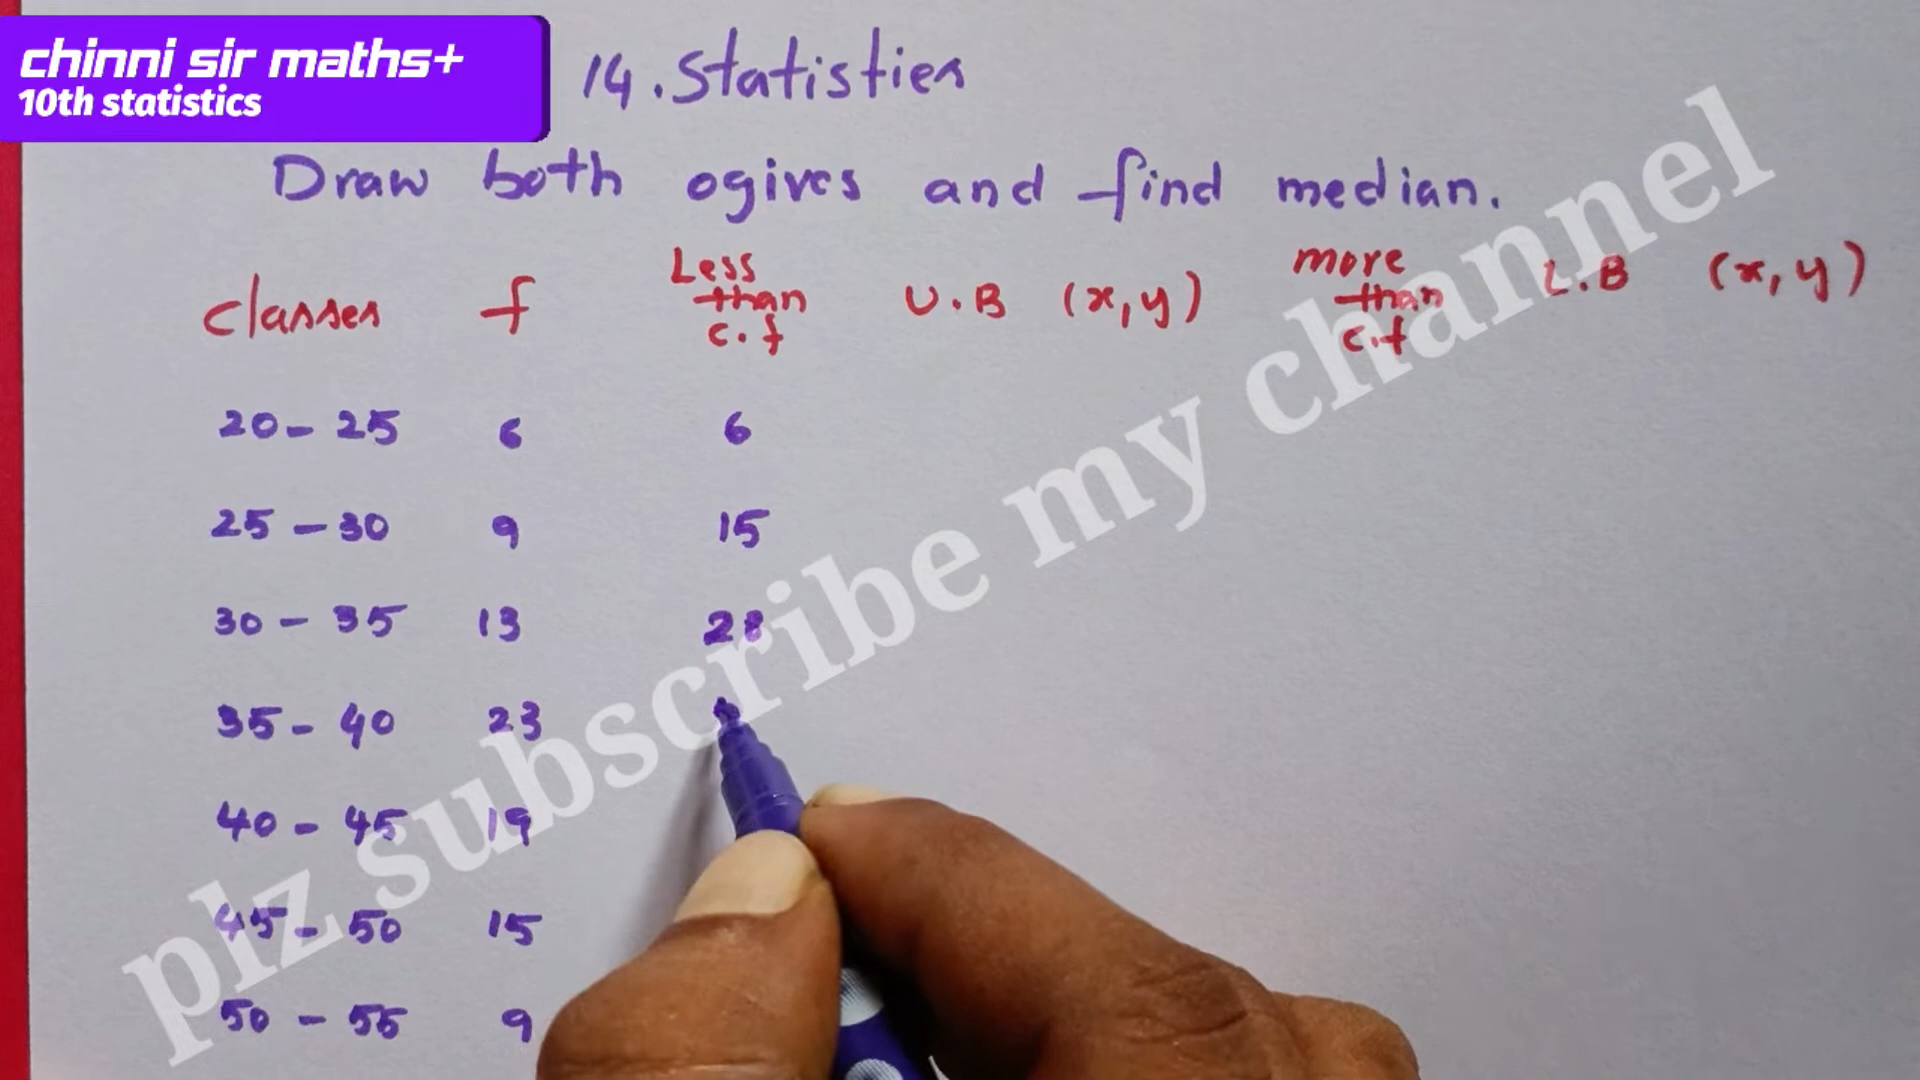 chinni sir maths+
10th statistics
14. Statistics
Draw both ogives and find median.
classes f Less than c.f U.B (x,y) more than c.f L.B (x,y)
20 - 25 6 6
25 - 30 9 15
30 - 35 13 28
35 - 40 23
40 - 45 19
45 - 50 15
50 - 55 9
plz subscribe my channel